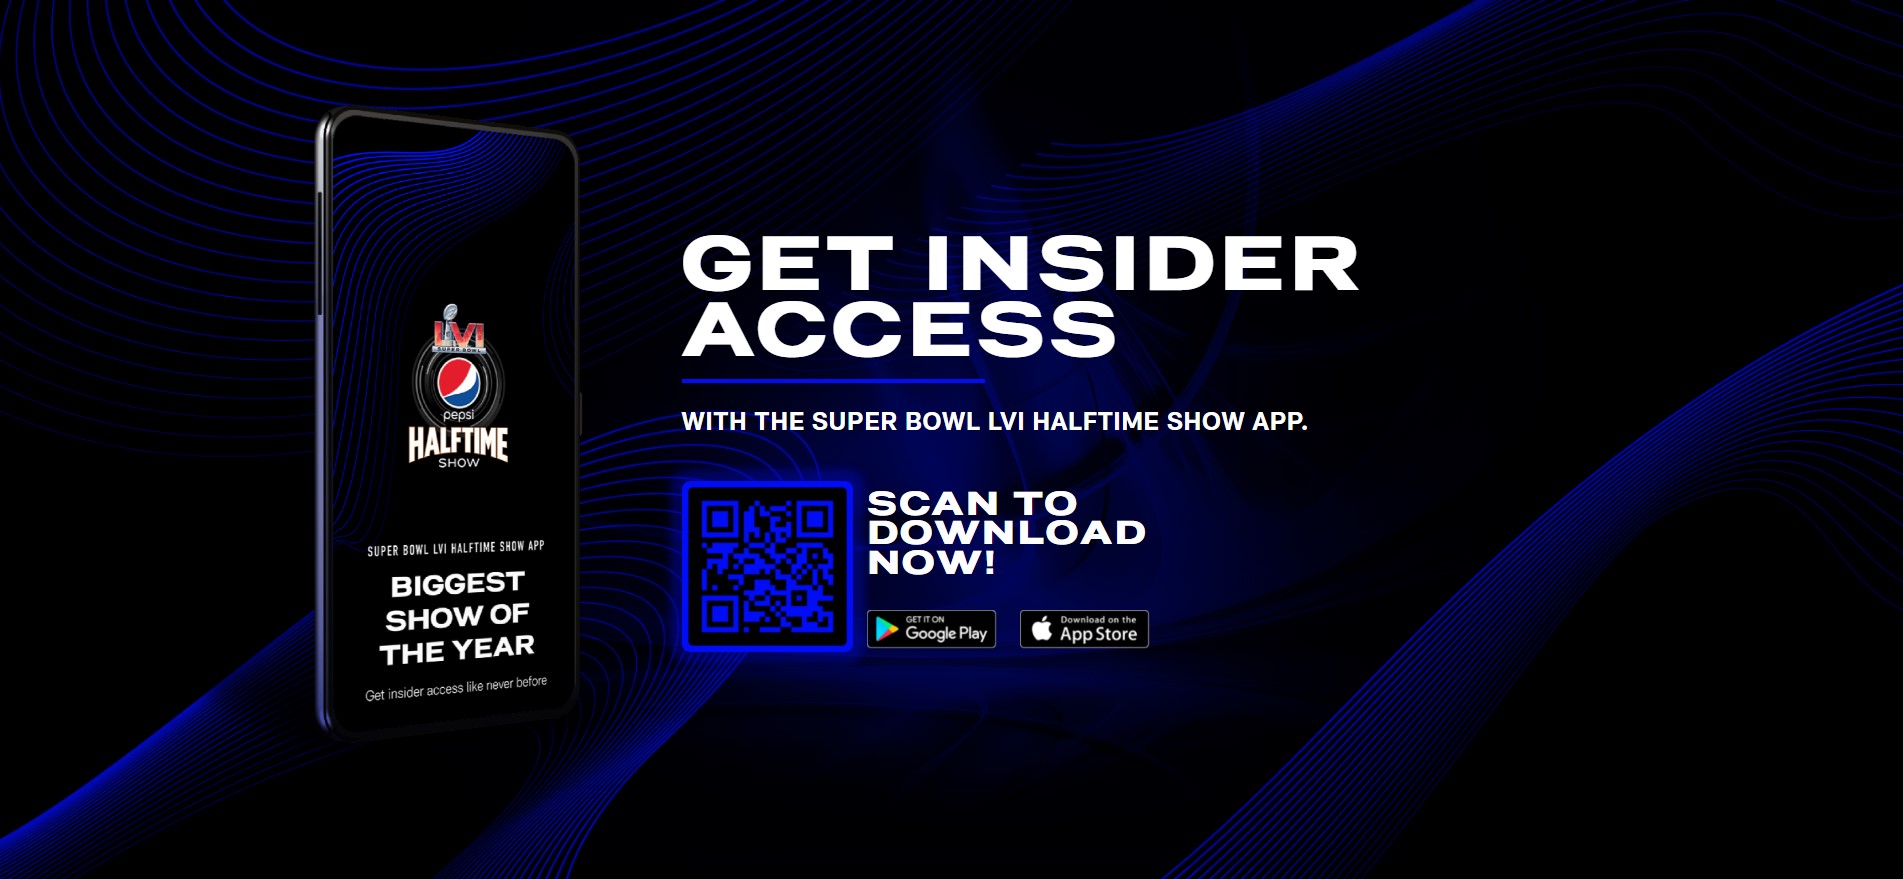 LVI
SUPER BOWL
pepsi
HALFTIME
SHOW
SUPER BOWL LVI HALFTIME SHOW APP
BIGGEST
SHOW OF
THE YEAR
Get insider access like never before
GET INSIDER
ACCESS
WITH THE SUPER BOWL LVI HALFTIME SHOW APP.
SCAN TO
DOWNLOAD
NOW!
GET IT ON
Google Play
Download on the
App Store